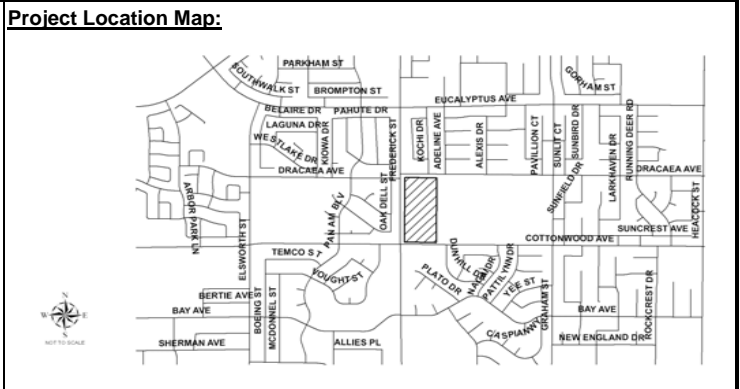 Project Location Map:
PARKHAM ST
SOUTHWALK ST
BROMPTON ST
GORHAM ST
EUCALYPTUS AVE
BELAIRE DR
PAHUTE DR
LAGUNA DR
WESTLAKE DR
KIOWA DR
FREDERICK ST
KOCHI DR
ADELINE AVE
ALEXIS DR
PAVILLION CT
SUNLIT CT
SUNBIRD DR
LARKHAVEN DR
RUNNING DEER RD
DRACAEA AVE
DRACAEA AVE
ARBOR PARK LN
PAN AM BLV
OAK DELL ST
SUNFIELD DR
HEACOCK ST
SUNCREST AVE
COTTONWOOD AVE
ELSWORTH ST
TEMCO ST
VOUGHT ST
DUNHILL DR
PATTILYNN DR
PLATO DR
YEE ST
GRAHAM ST
BERTIE AVE
BOEING ST
MCDONNEL ST
BAY AVE
BAY AVE
ROCKCREST DR
SHERMAN AVE
ALLIES PL
NEW ENGLAND DR
N
W
E
S
NOT TO SCALE